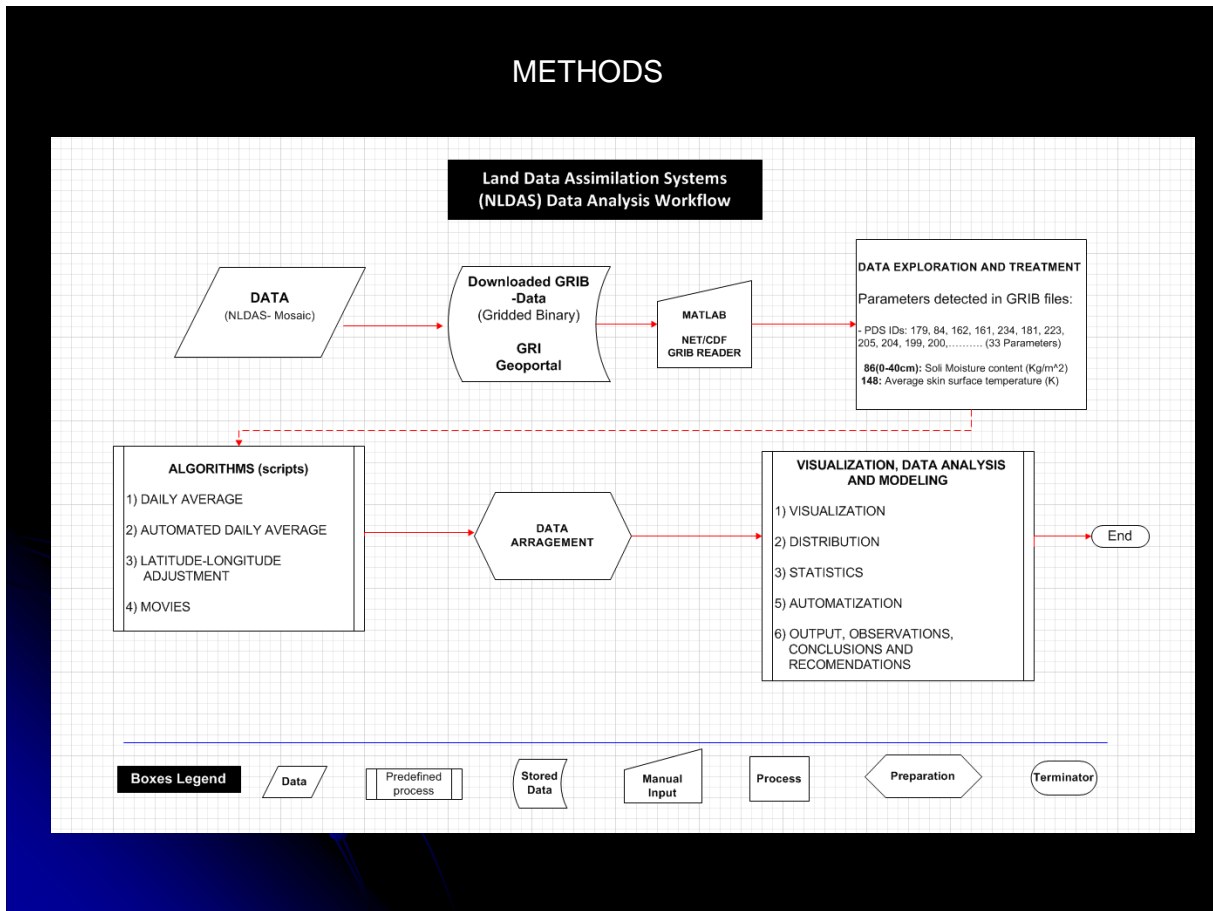 METHODS
Land Data Assimilation Systems
(NLDAS) Data Analysis Workflow
DATA
(NLDAS- Mosaic)
Downloaded GRIB
-Data
(Gridded Binary)
GRI
Geoportal
MATLAB
NET/CDF
GRIB READER
DATA EXPLORATION AND TREATMENT
Parameters detected in GRIB files:
- PDS IDs: 179, 84, 162, 161, 234, 181, 223,
205, 204, 199, 200,.......... (33 Parameters)
86(0-40cm): Soli Moisture content (Kg/m^2)
148: Average skin surface temperature (K)
ALGORITHMS (scripts)
1) DAILY AVERAGE
2) AUTOMATED DAILY AVERAGE
3) LATITUDE-LONGITUDE
ADJUSTMENT
4) MOVIES
DATA
ARRAGEMENT
VISUALIZATION, DATA ANALYSIS
AND MODELING
1) VISUALIZATION
2) DISTRIBUTION
3) STATISTICS
5) AUTOMATIZATION
6) OUTPUT, OBSERVATIONS,
CONCLUSIONS AND
RECOMENDATIONS
End
Boxes Legend
Data
Predefined
process
Stored
Data
Manual
Input
Process
Preparation
Terminator